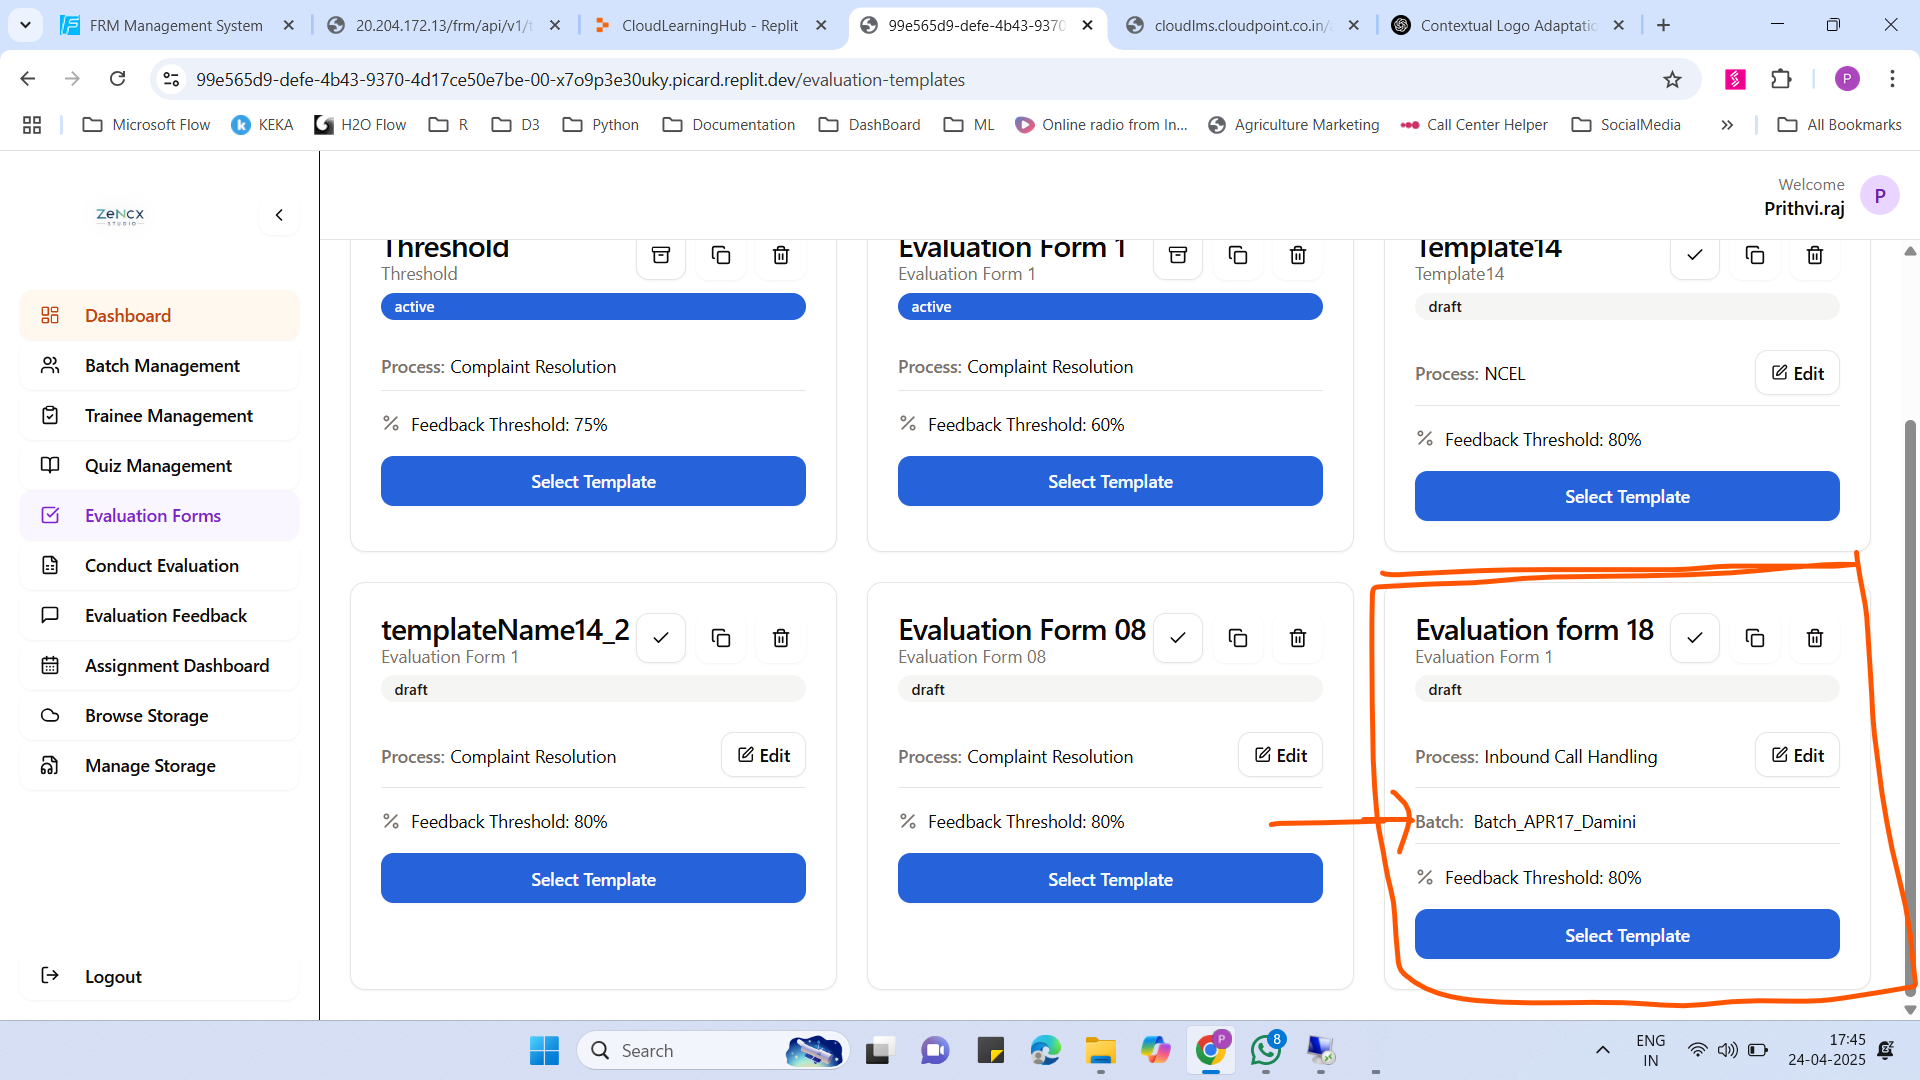 FRM Management System
20.204.172.13/frm/api/v1/t
CloudLearningHub - Replit
99e565d9-defe-4b43-9370
cloudlms.cloudpoint.co.in/
Contextual Logo Adaptatio
99e565d9-defe-4b43-9370-4d17ce50e7be-00-x7o9p3e30uky.picard.replit.dev/evaluation-templates
P
Microsoft Flow
KEKA
H2O Flow
R
D3
Python
Documentation
DashBoard
ML
Online radio from In...
Agriculture Marketing
Call Center Helper
SocialMedia
All Bookmarks
ZeNCX
STUDIO
Welcome
Prithvi.raj
P
Dashboard
Batch Management
Trainee Management
Quiz Management
Evaluation Forms
Conduct Evaluation
Evaluation Feedback
Assignment Dashboard
Browse Storage
Manage Storage
Logout
Threshold
Threshold
active
Process: Complaint Resolution
Feedback Threshold: 75%
Select Template
Evaluation Form 1
Evaluation Form 1
active
Process: Complaint Resolution
Feedback Threshold: 60%
Select Template
Template14
Template14
draft
Process: NCEL
Edit
Feedback Threshold: 80%
Select Template
templateName14_2
Evaluation Form 1
draft
Process: Complaint Resolution
Edit
Feedback Threshold: 80%
Select Template
Evaluation Form 08
Evaluation Form 08
draft
Process: Complaint Resolution
Edit
Feedback Threshold: 80%
Select Template
Evaluation form 18
Evaluation Form 1
draft
Process: Inbound Call Handling
Edit
Batch: Batch_APR17_Damini
Feedback Threshold: 80%
Select Template
Search
P
8
ENG
IN
17:45
24-04-2025